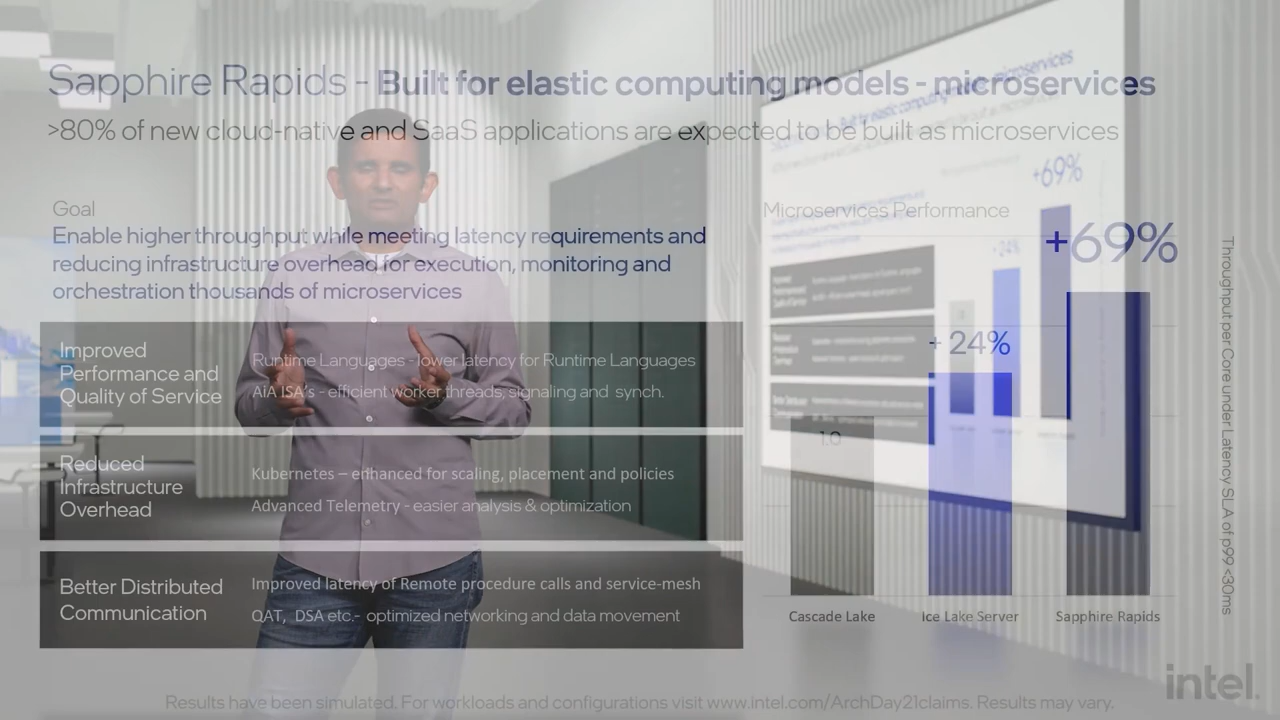 Sapphire Rapids - Built for elastic computing models - microservices
>80% of new cloud-native and SaaS applications are expected to be built as microservices
Goal
Enable higher throughput while meeting latency requirements and
reducing infrastructure overhead for execution, monitoring and
orchestration thousands of microservices
Improved
Performance and
Quality of Service
Runtime Languages - lower latency for Runtime Languages
AiA ISA's - efficient worker threads, signaling and synch.
Reduced
Infrastructure
Overhead
Kubernetes – enhanced for scaling, placement and policies
Advanced Telemetry - easier analysis & optimization
Better Distributed
Communication
Improved latency of Remote procedure calls and service-mesh
QAT, DSA etc.- optimized networking and data movement
Microservices Performance
+69%
+24%
+69%
+ 24%
1.0
Cascade Lake
Ice Lake Server
Sapphire Rapids
Throughput per Core under Latency SLA of p99 <30ms
intel.
Results have been simulated. For workloads and configurations visit www.intel.com/ArchDay21claims. Results may vary.